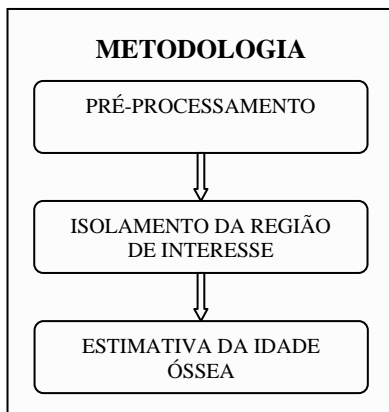 METODOLOGIA
PRÉ-PROCESSAMENTO
ISOLAMENTO DA REGIÃO
DE INTERESSE
ESTIMATIVA DA IDADE
ÓSSEA